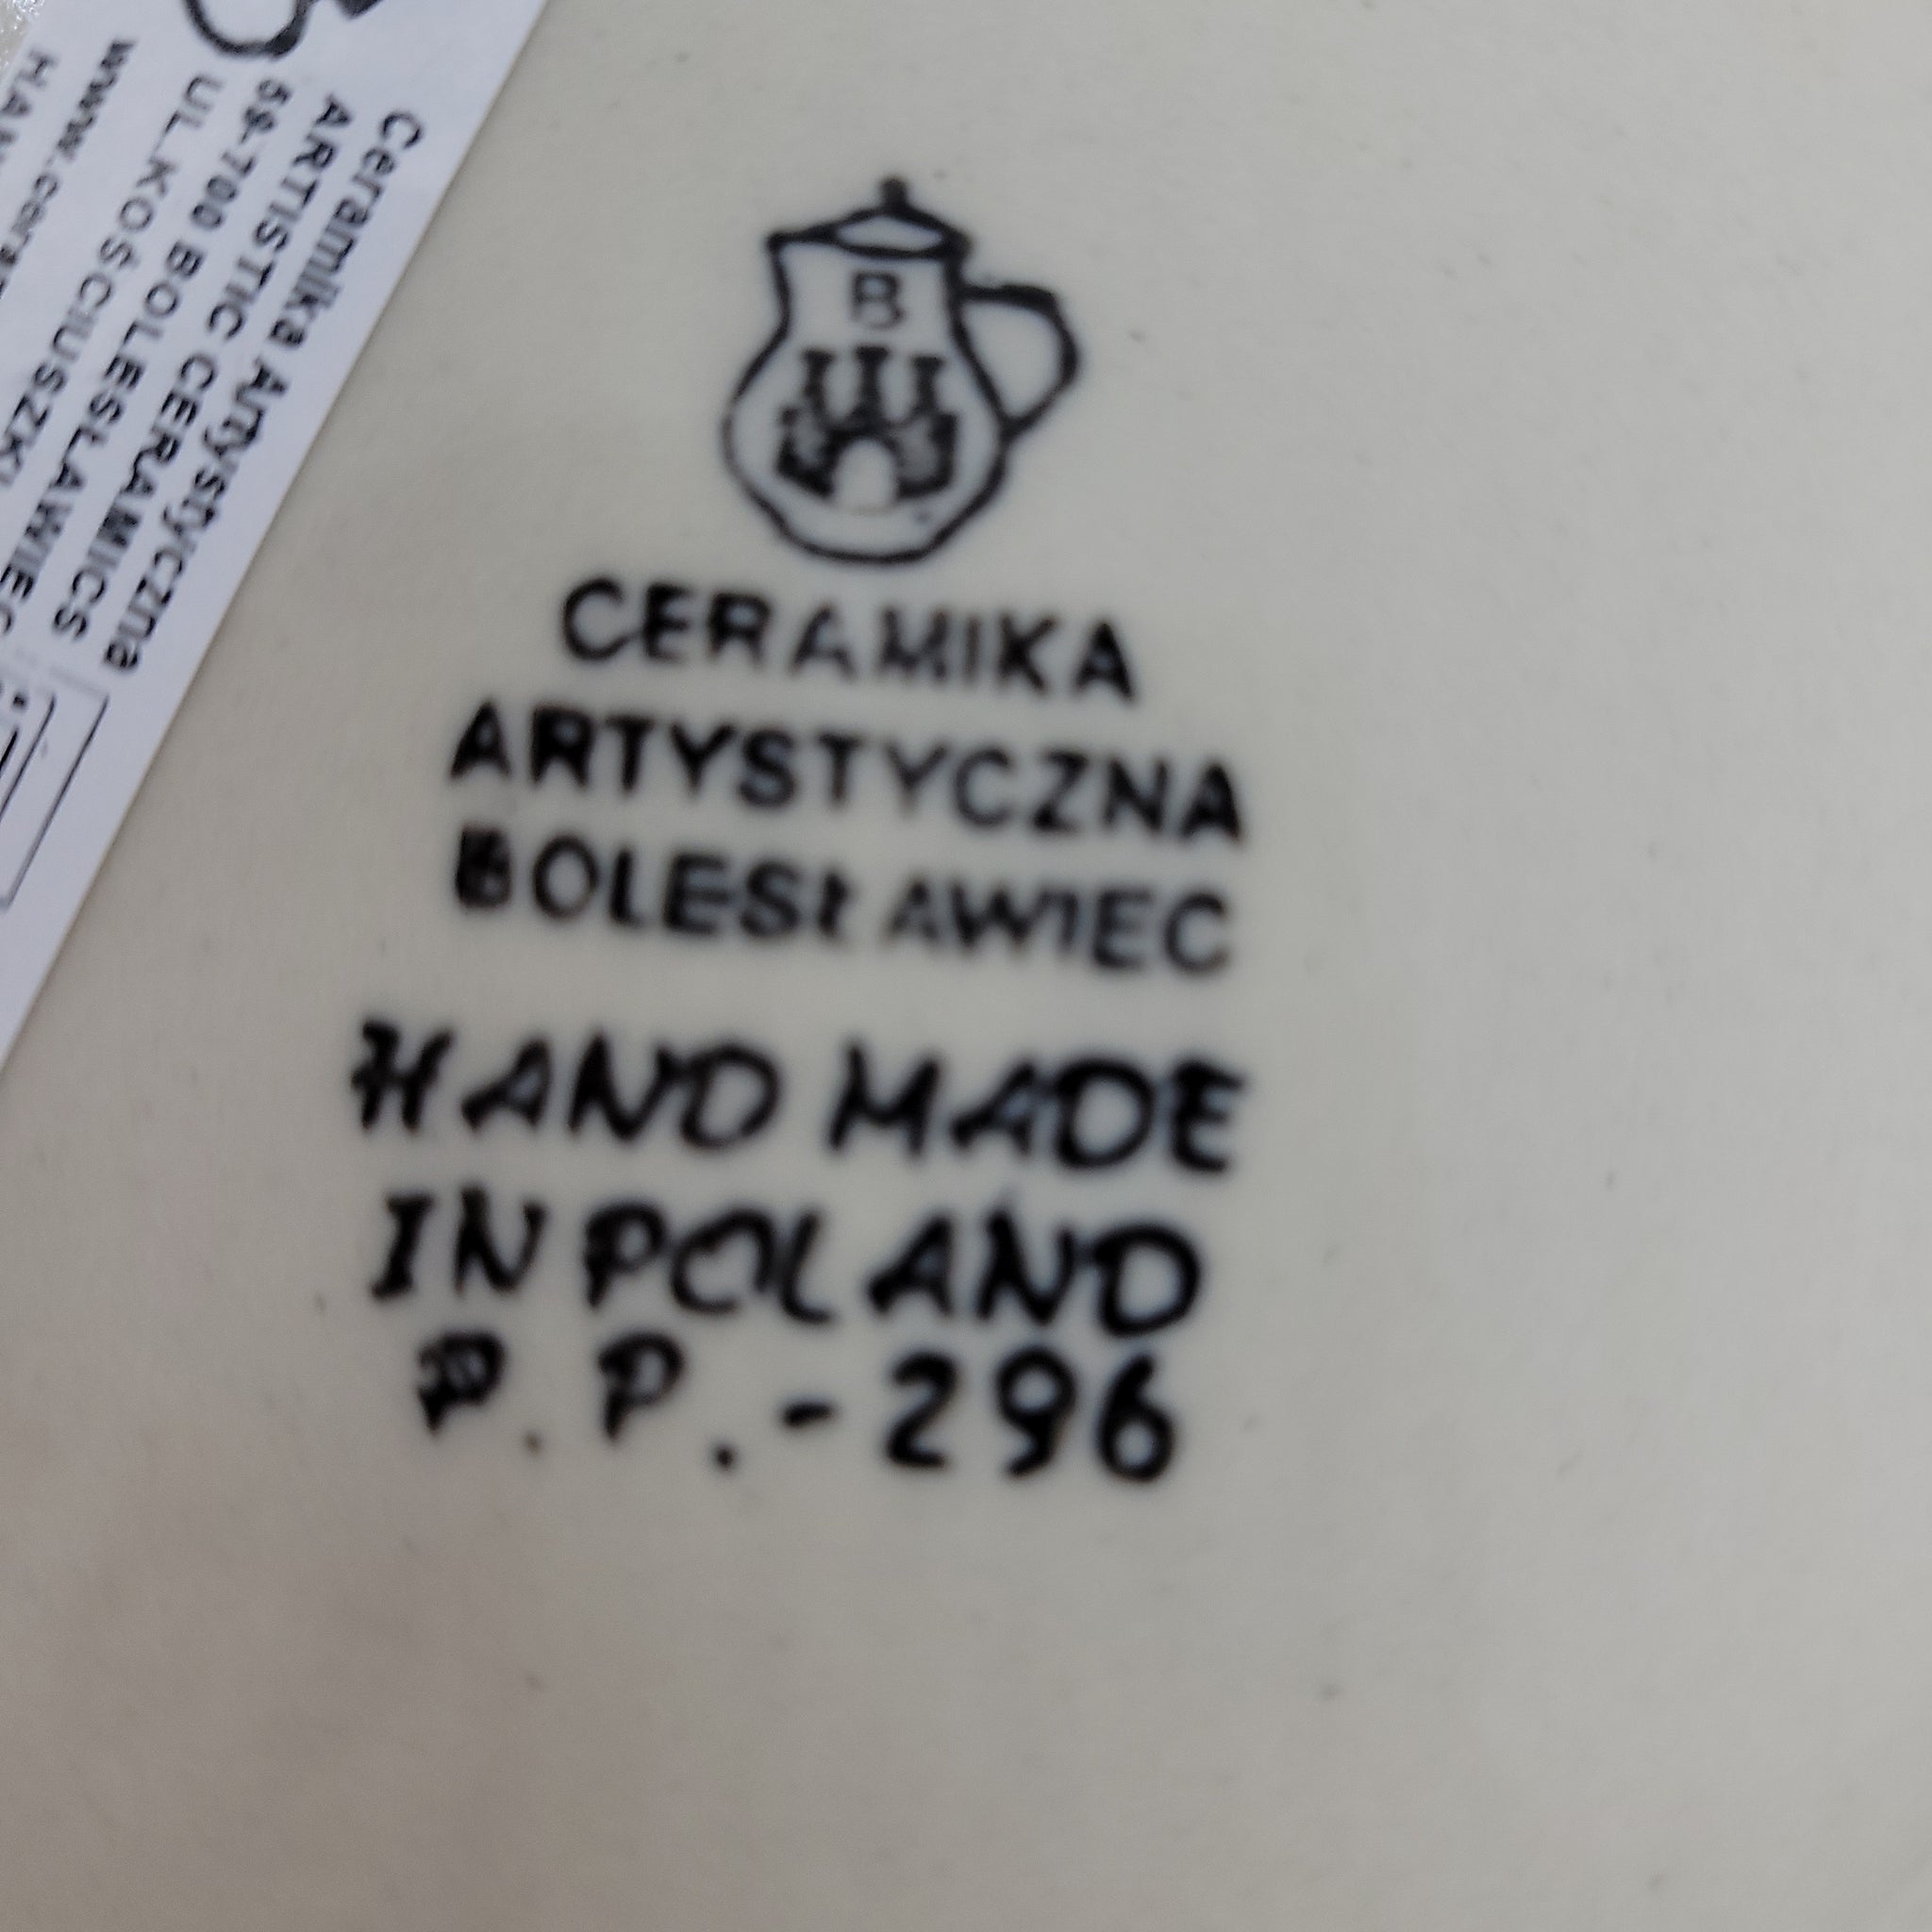 Ceramika Artystyczna
ARTISTIC CERAMICS
59-700 BOLESŁAWIEC
UL. KOŚCIUSZKI
B
CERAMIKA
ARTYSTYCZNA
BOLESŁAWIEC
HAND MADE
IN POLAND
P.P.-296